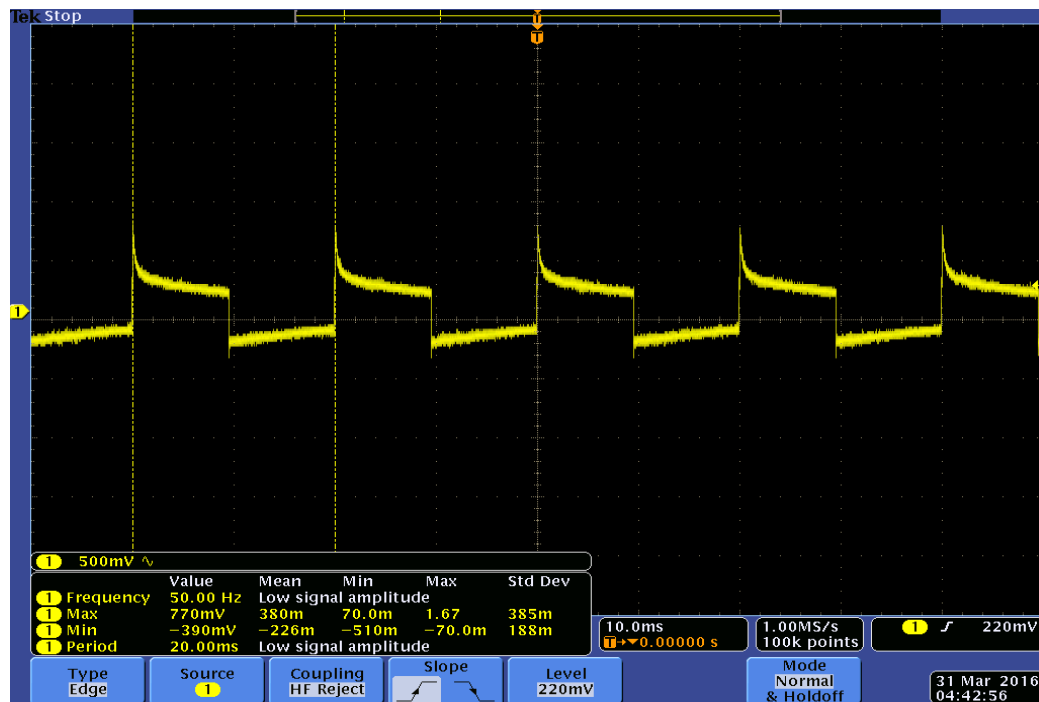 Tek Stop
T
T
1
1 500mV ∿
Value Mean Min Max Std Dev
1 Frequency 50.00 Hz Low signal amplitude
1 Max 770mV 380m 70.0m 1.67 385m
1 Min −390mV −226m −510m −70.0m 188m
1 Period 20.00ms Low signal amplitude
10.0ms
T→▼0.00000 s
1.00MS/s
100k points
1 220mV
Type
Edge
Source
1
Coupling
HF Reject
Slope
Level
220mV
Mode
Normal
& Holdoff
31 Mar 2016
04:42:56